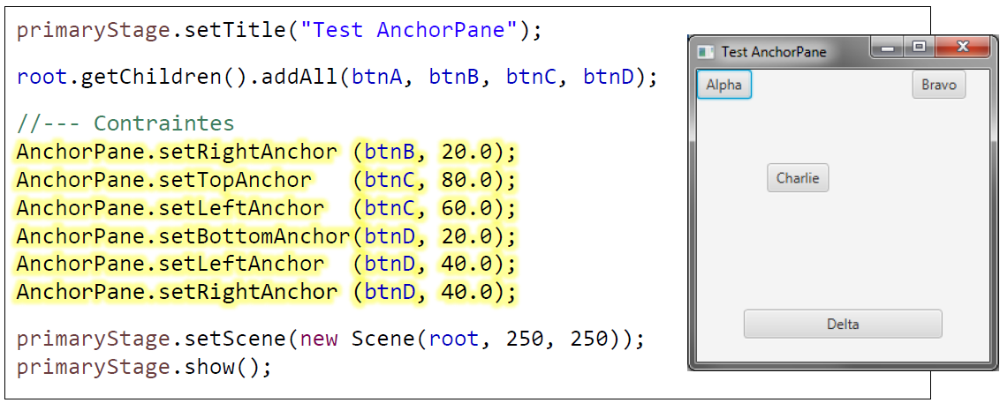 primaryStage.setTitle("Test AnchorPane");
root.getChildren().addAll(btnA, btnB, btnC, btnD);
//--- Contraintes
AnchorPane.setRightAnchor (btnB, 20.0);
AnchorPane.setTopAnchor   (btnC, 80.0);
AnchorPane.setLeftAnchor  (btnC, 60.0);
AnchorPane.setBottomAnchor(btnD, 20.0);
AnchorPane.setLeftAnchor  (btnD, 40.0);
AnchorPane.setRightAnchor (btnD, 40.0);
primaryStage.setScene(new Scene(root, 250, 250));
primaryStage.show();
Test AnchorPane
Alpha Bravo
Charlie
Delta